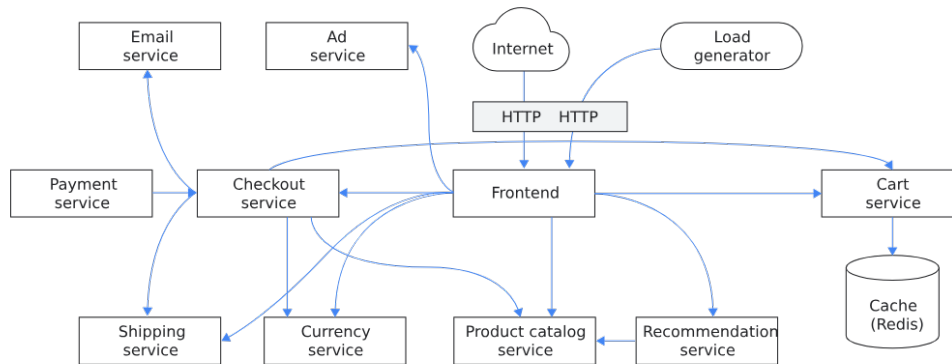 Email
service
Ad
service
Internet
Load
generator
HTTP HTTP
Payment
service
Checkout
service
Frontend
Cart
service
Shipping
service
Currency
service
Product catalog
service
Recommendation
service
Cache
(Redis)